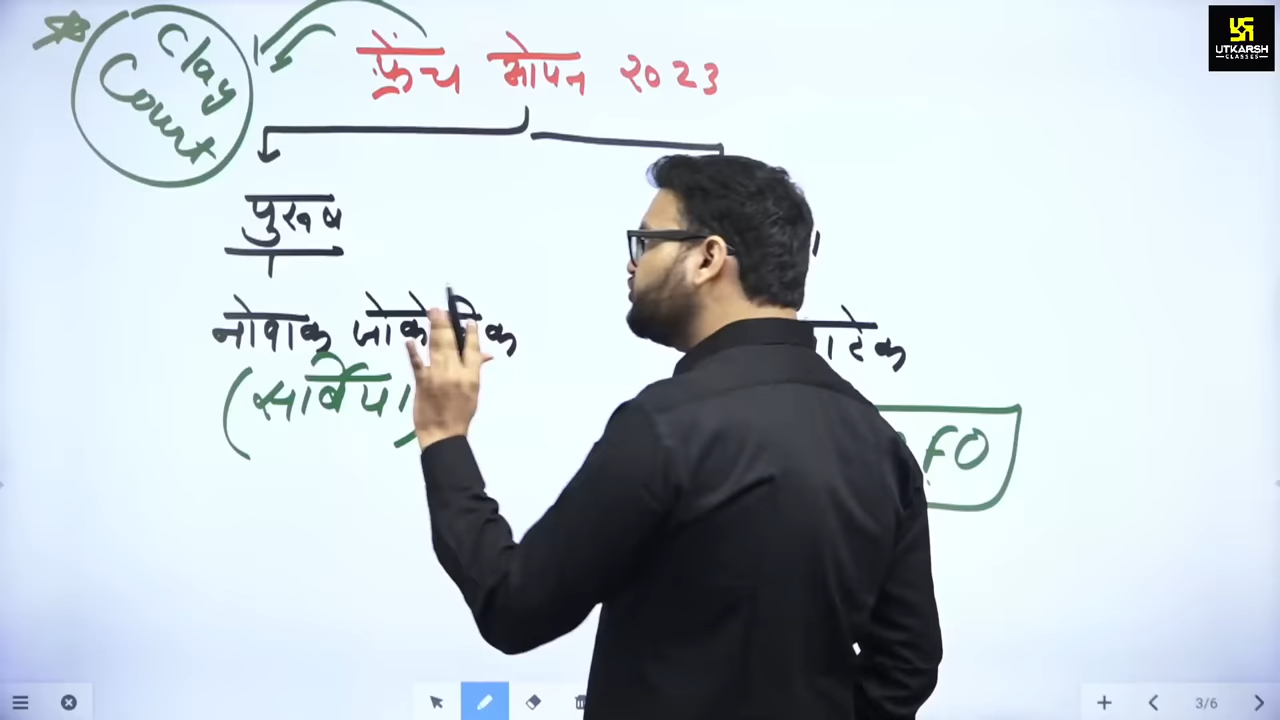 Clay
Court
फ्रेंच ओपन 2023
पुरुष
नोवाक
(सर्बिया)
FO
UTKARSH
CLASSES
3/6